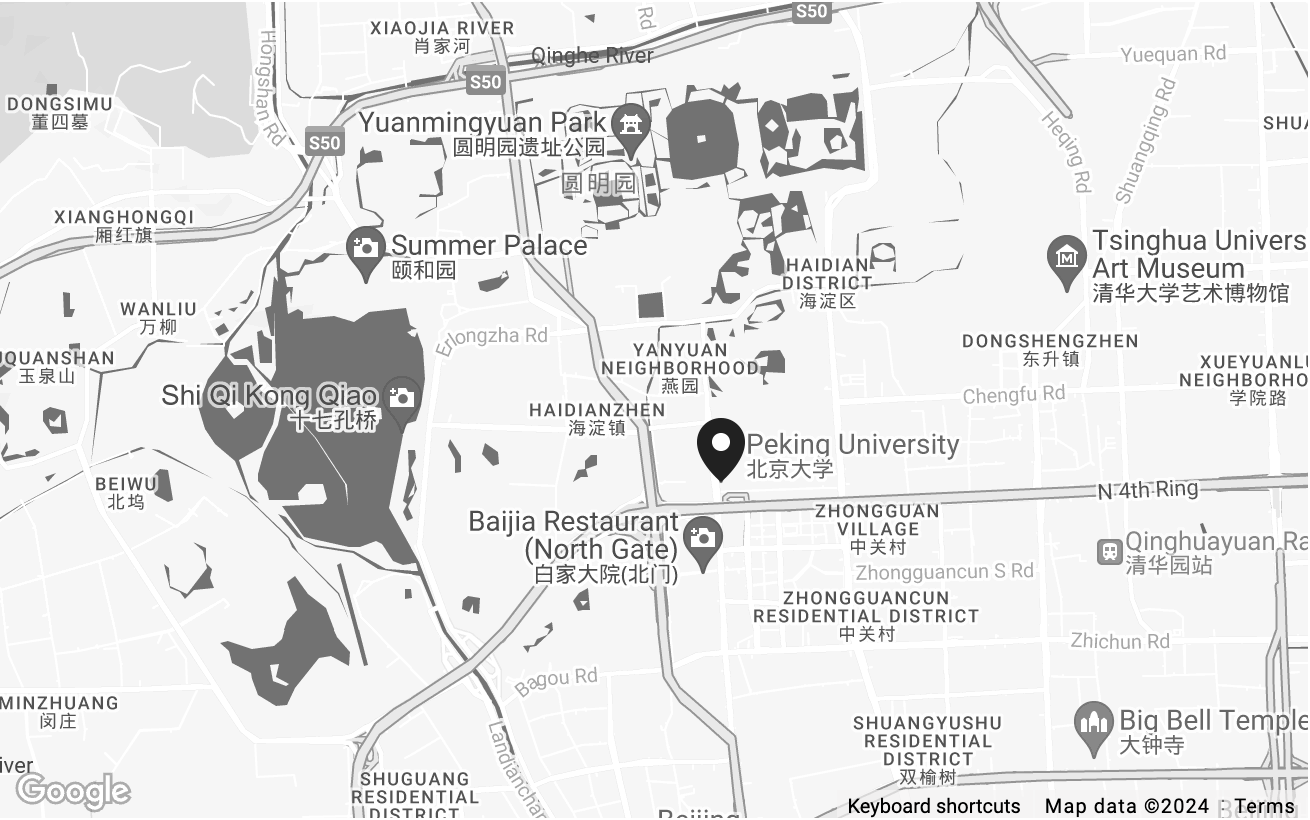 S50
XIAOJIA RIVER
肖家河
Rd
Qinghe River
Yuequan Rd
S50
Hongshan Rd
DONGSIMU
董四墓
Yuanmingyuan Park
圆明园遗址公园
S50
Heqing Rd
Shuangqing Rd
SHUA
圆明园
XIANGHONGQI
厢红旗
Summer Palace
颐和园
Tsinghua Univers
Art Museum
清华大学艺术博物馆
HAIDIAN
DISTRICT
海淀区
WANLIU
万柳
Erlongzha Rd
YANYUAN
NEIGHBORHOOD
燕园
DONGSHENGZHEN
东升镇
UQUANSHAN
玉泉山
XUEYUANLU
NEIGHBORHO
学院路
Shi Qi Kong Qiao
十七孔桥
Chengfu Rd
HAIDIANZHEN
海淀镇
Peking University
北京大学
BEIWU
北坞
N 4th Ring
Baijia Restaurant
(North Gate)
白家大院(北门)
ZHONGGUAN
VILLAGE
中关村
Qinghuayuan Ra
清华园站
Zhongguancun S Rd
ZHONGGUANCUN
RESIDENTIAL DISTRICT
中关村
Zhichun Rd
Bagou Rd
MINZHUANG
闵庄
SHUANGYUSHU
RESIDENTIAL
DISTRICT
双榆树
Big Bell Temple
大钟寺
Landianchan
iver
SHUGUANG
RESIDENTIAL
DISTRICT
Google
Beijing
Beijing
Keyboard shortcuts
Map data ©2024
Terms